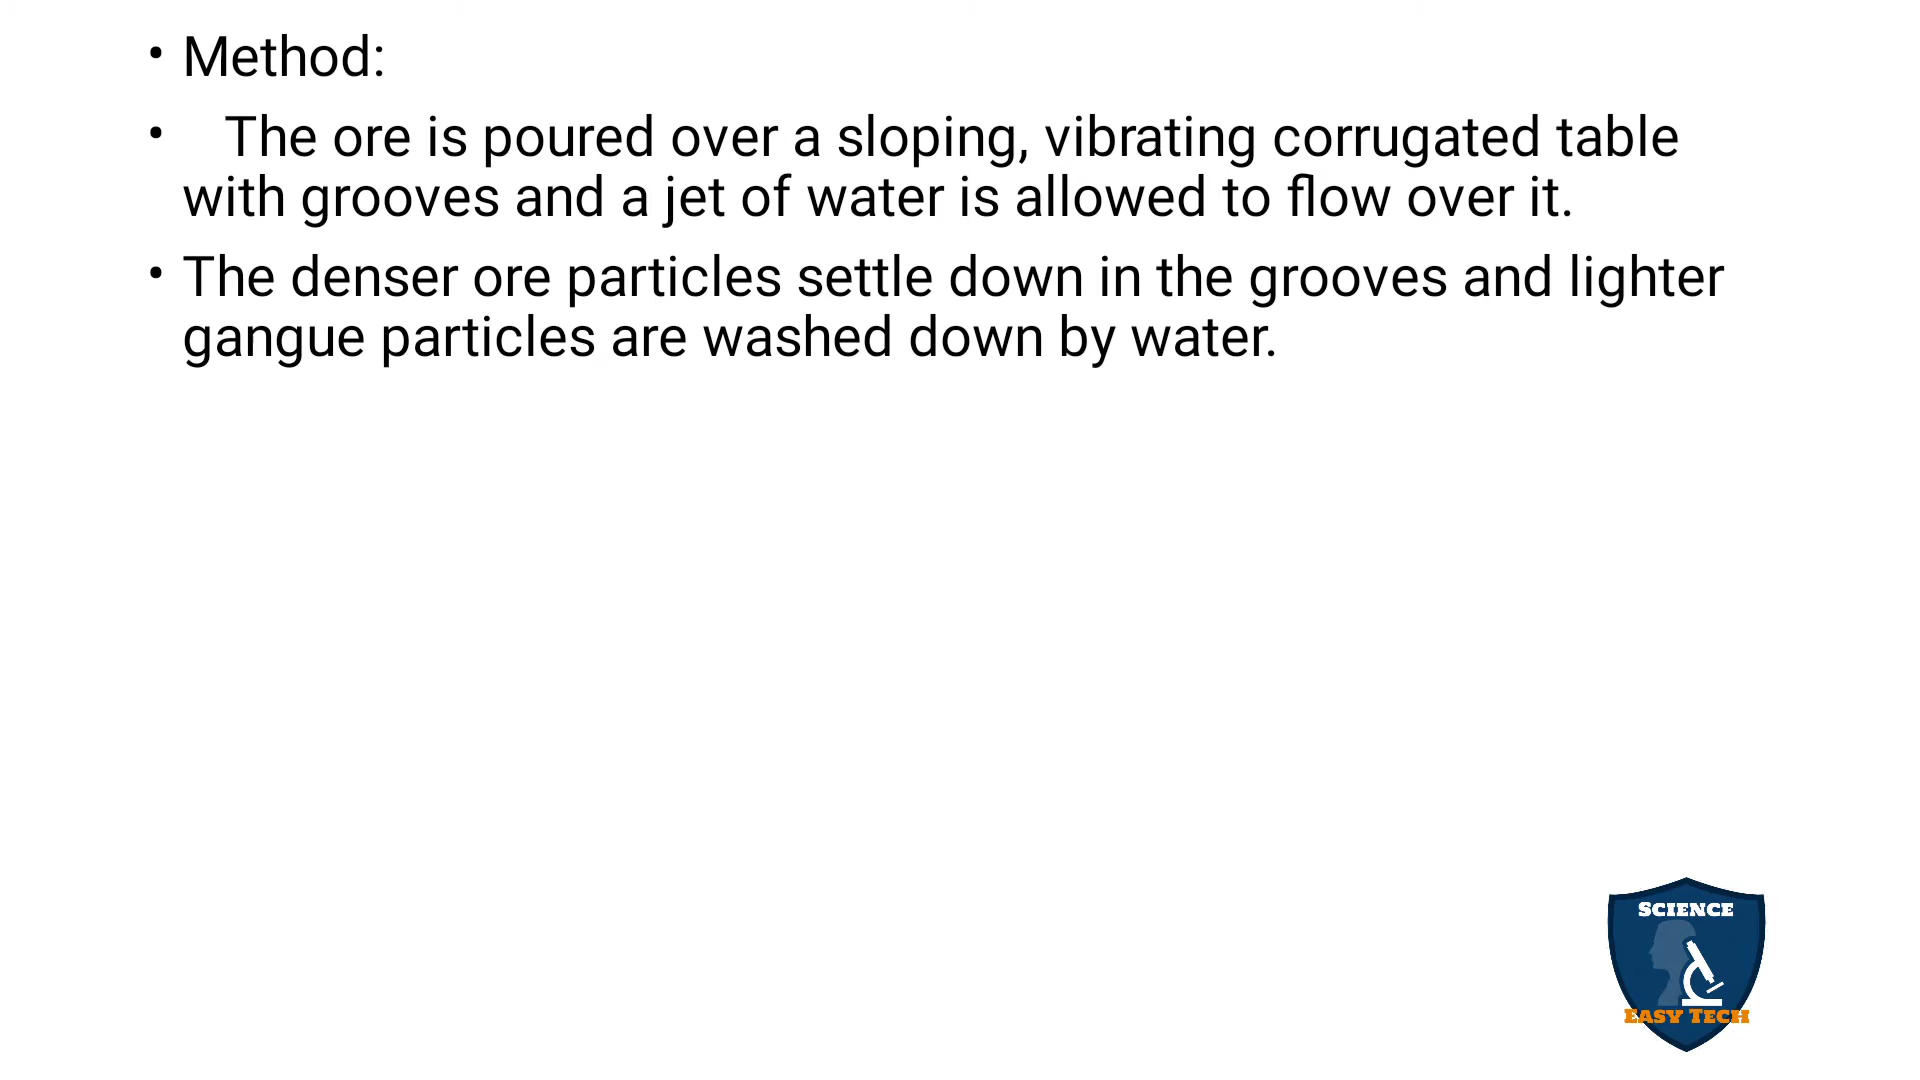 • Method:
• The ore is poured over a sloping, vibrating corrugated table
with grooves and a jet of water is allowed to flow over it.
• The denser ore particles settle down in the grooves and lighter
gangue particles are washed down by water.
SCIENCE
EASY TECH